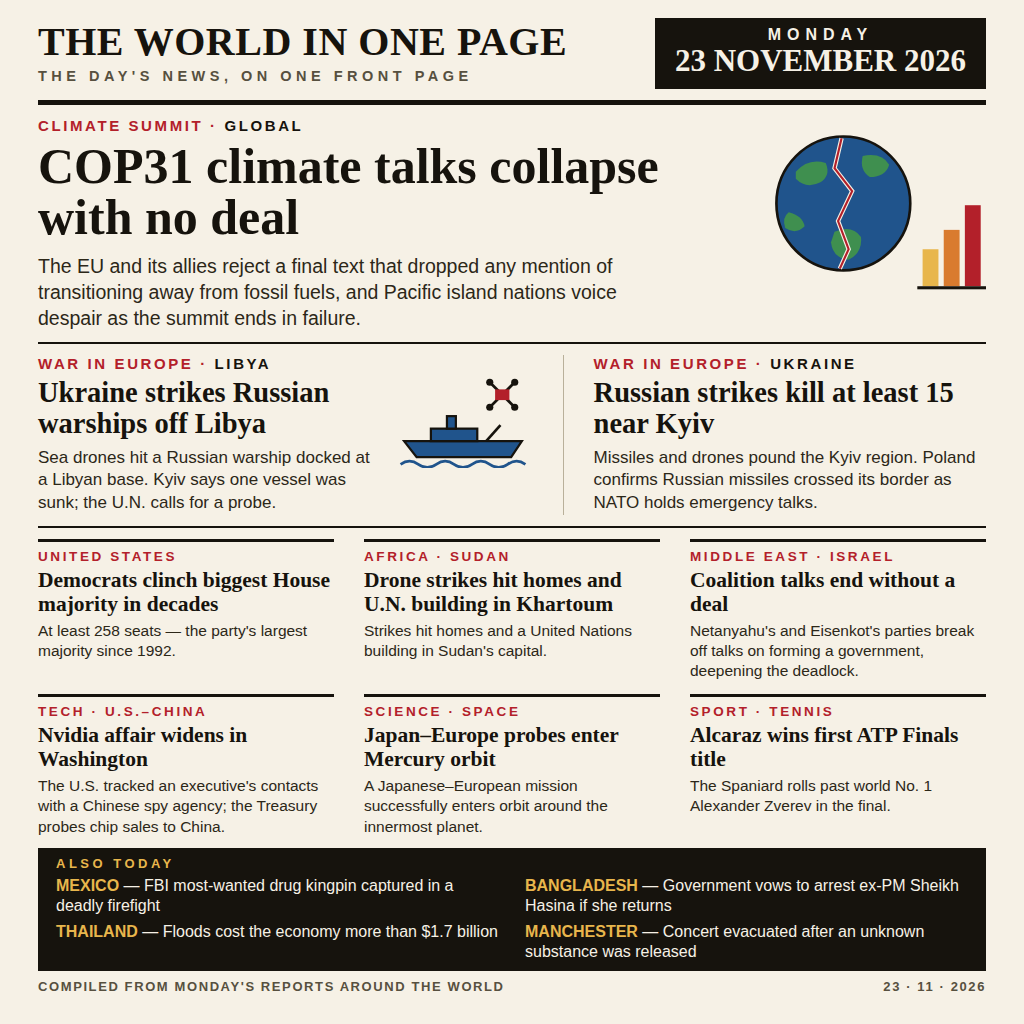 THE WORLD IN ONE PAGE
THE DAY'S NEWS, ON ONE FRONT PAGE
MONDAY
23 NOVEMBER 2026
CLIMATE SUMMIT · GLOBAL
COP31 climate talks collapse
with no deal
The EU and its allies reject a final text that dropped any mention of
transitioning away from fossil fuels, and Pacific island nations voice
despair as the summit ends in failure.
WAR IN EUROPE · LIBYA
Ukraine strikes Russian
warships off Libya
Sea drones hit a Russian warship docked at
a Libyan base. Kyiv says one vessel was
sunk; the U.N. calls for a probe.
WAR IN EUROPE · UKRAINE
Russian strikes kill at least 15
near Kyiv
Missiles and drones pound the Kyiv region. Poland
confirms Russian missiles crossed its border as
NATO holds emergency talks.
UNITED STATES
Democrats clinch biggest House
majority in decades
At least 258 seats — the party's largest
majority since 1992.
AFRICA · SUDAN
Drone strikes hit homes and
U.N. building in Khartoum
Strikes hit homes and a United Nations
building in Sudan's capital.
MIDDLE EAST · ISRAEL
Coalition talks end without a
deal
Netanyahu's and Eisenkot's parties break
off talks on forming a government,
deepening the deadlock.
TECH · U.S.–CHINA
Nvidia affair widens in
Washington
The U.S. tracked an executive's contacts
with a Chinese spy agency; the Treasury
probes chip sales to China.
SCIENCE · SPACE
Japan–Europe probes enter
Mercury orbit
A Japanese–European mission
successfully enters orbit around the
innermost planet.
SPORT · TENNIS
Alcaraz wins first ATP Finals
title
The Spaniard rolls past world No. 1
Alexander Zverev in the final.
ALSO TODAY
MEXICO — FBI most-wanted drug kingpin captured in a
deadly firefight
BANGLADESH — Government vows to arrest ex-PM Sheikh
Hasina if she returns
THAILAND — Floods cost the economy more than $1.7 billion
MANCHESTER — Concert evacuated after an unknown
substance was released
COMPILED FROM MONDAY'S REPORTS AROUND THE WORLD
23 · 11 · 2026